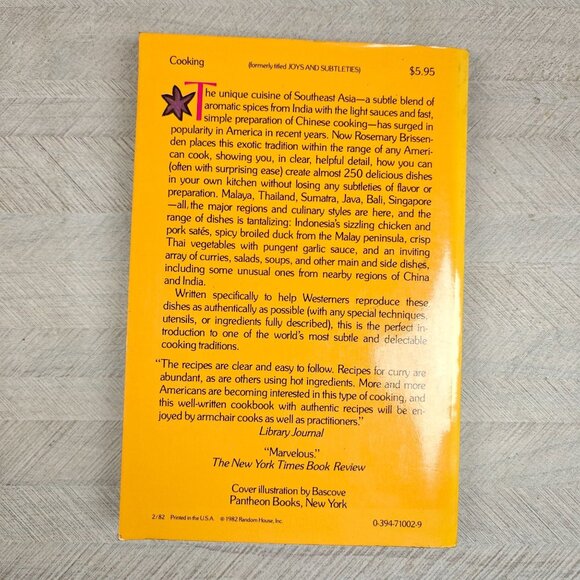 Cooking (formerly titled JOYS AND SUBTLETIES) $5.95
The unique cuisine of Southeast Asia—a subtle blend of
aromatic spices from India with the light sauces and fast,
simple preparation of Chinese cooking—has surged in
popularity in America in recent years. Now Rosemary Brissen-
den places this exotic tradition within the range of any Ameri-
can cook, showing you, in clear, helpful detail, how you can
create almost 250 delicious dishes
(often with surprising ease) in your own kitchen without losing any subtleties of flavor or
preparation. Malaya, Thailand, Sumatra, Java, Bali, Singapore
—all the major regions and culinary styles are here, and the
range of dishes is tantalizing: Indonesia's sizzling chicken and
pork satés, spicy broiled duck from the Malay peninsula, crisp
Thai vegetables with pungent garlic sauce, and an inviting
array of curries, salads, soups, and other main and side dishes,
including some unusual ones from nearby regions of China
and India.
Written specifically to help Westerners reproduce these
dishes as authentically as possible (with any special techniques,
utensils, or ingredients fully described), this is the perfect in-
troduction to one of the world's most subtle and delectable
cooking traditions.
"The recipes are clear and easy to follow. Recipes for curry are
abundant, as are others using hot ingredients. More and more
Americans are becoming interested in this type of cooking, and
this well-written cookbook with authentic recipes will be en-
joyed by armchair cooks as well as practitioners."
Library Journal
"Marvelous."
The New York Times Book Review
Cover illustration by Bascove
Pantheon Books, New York
2/82 Printed in the U.S.A. © 1982 Random House, Inc. 0-394-71002-9